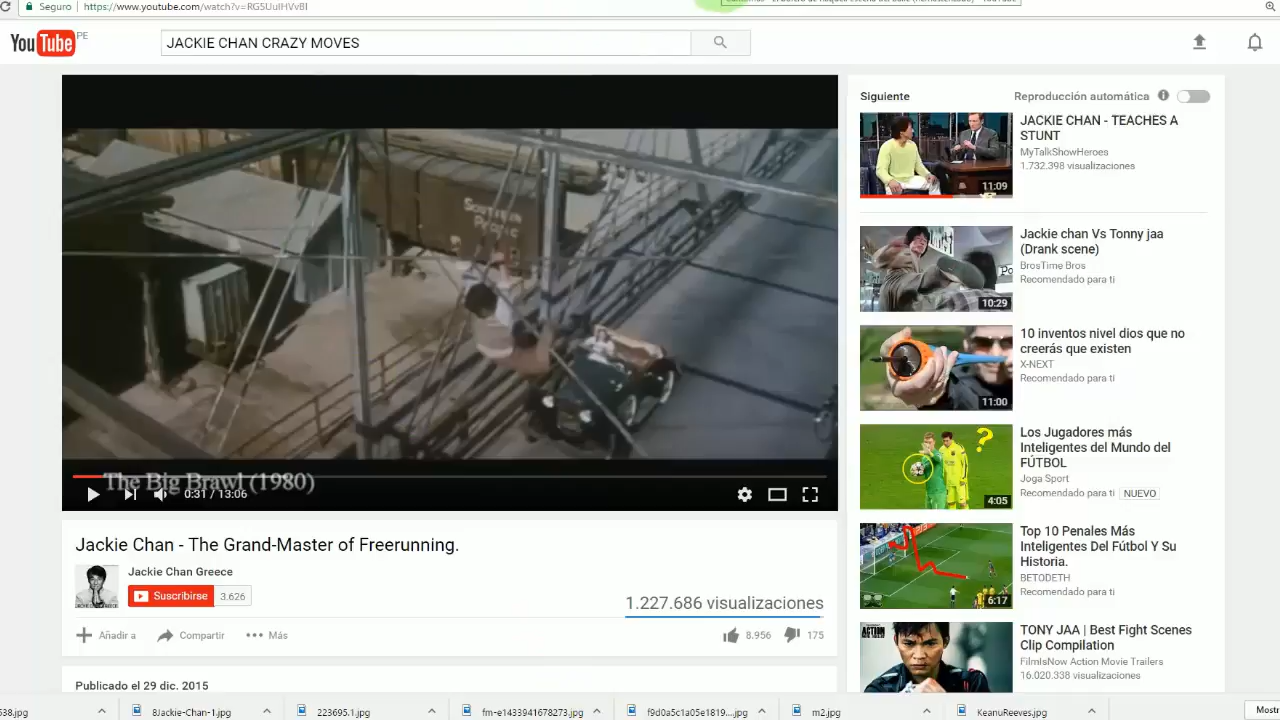 Seguro
https://www.youtube.com/watch?v=RG5UuIHVvBI
YouTube PE
JACKIE CHAN CRAZY MOVES
Siguiente
Reproducción automática
JACKIE CHAN - TEACHES A
STUNT
MyTalkShowHeroes
1.732.398 visualizaciones
11:09
Jackie chan Vs Tonny jaa
(Drank scene)
BrosTime Bros
Recomendado para ti
10:29
10 inventos nivel dios que no
creerás que existen
X-NEXT
Recomendado para ti
11:00
Los Jugadores más
Inteligentes del Mundo del
FÚTBOL
Joga Sport
Recomendado para ti NUEVO
?
4:05
Top 10 Penales Más
Inteligentes Del Fútbol Y Su
Historia.
BETODETH
Recomendado para ti
6:17
TONY JAA | Best Fight Scenes
Clip Compilation
FilmIsNow Action Movie Trailers
16.020.338 visualizaciones
The Big Brawl (1980)
0:31 / 13:06
Jackie Chan - The Grand-Master of Freerunning.
Jackie Chan Greece
Suscribirse 3.626
1.227.686 visualizaciones
Añadir a
Compartir
Más
8.956
175
Publicado el 29 dic. 2015
538.jpg
8Jackie-Chan-1.jpg
223695.1.jpg
fm-e1433941678273.jpg
f9d0a5c1a05e1819...jpg
m2.jpg
KeanuReeves.jpg
Mostr